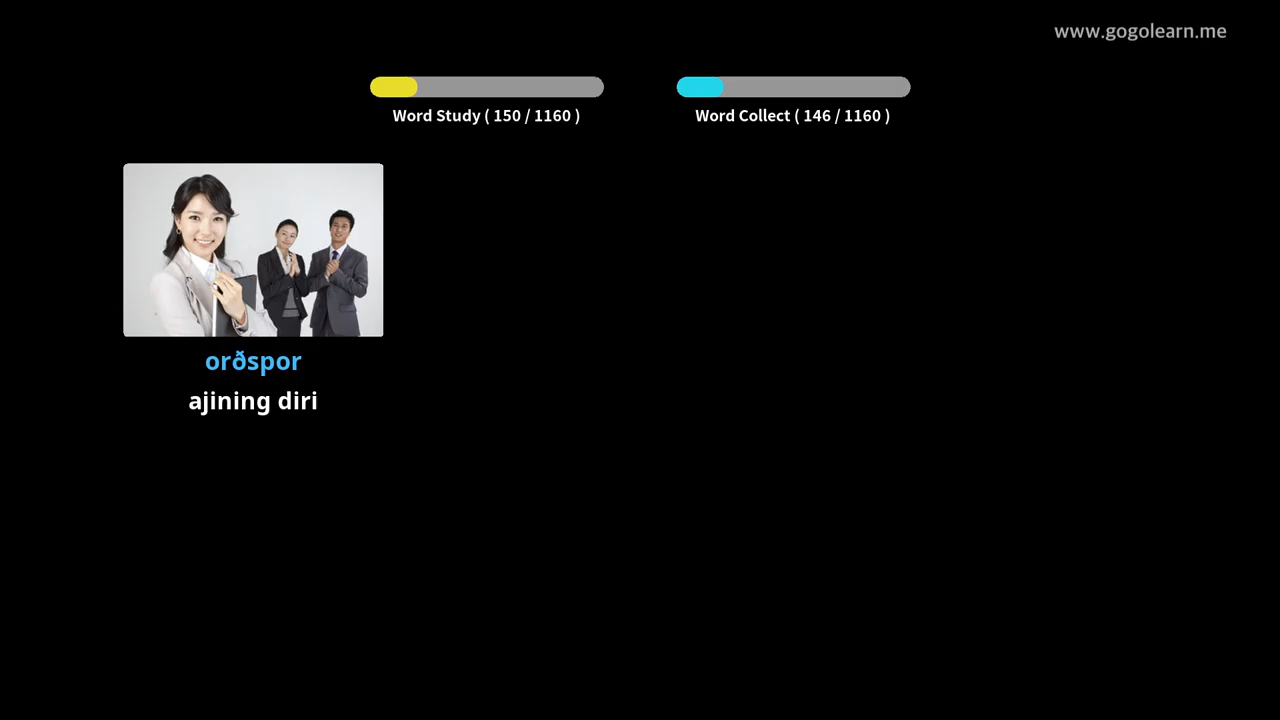 www.gogolearn.me
Word Study ( 150 / 1160 )
Word Collect ( 146 / 1160 )
orðspor
ajining diri